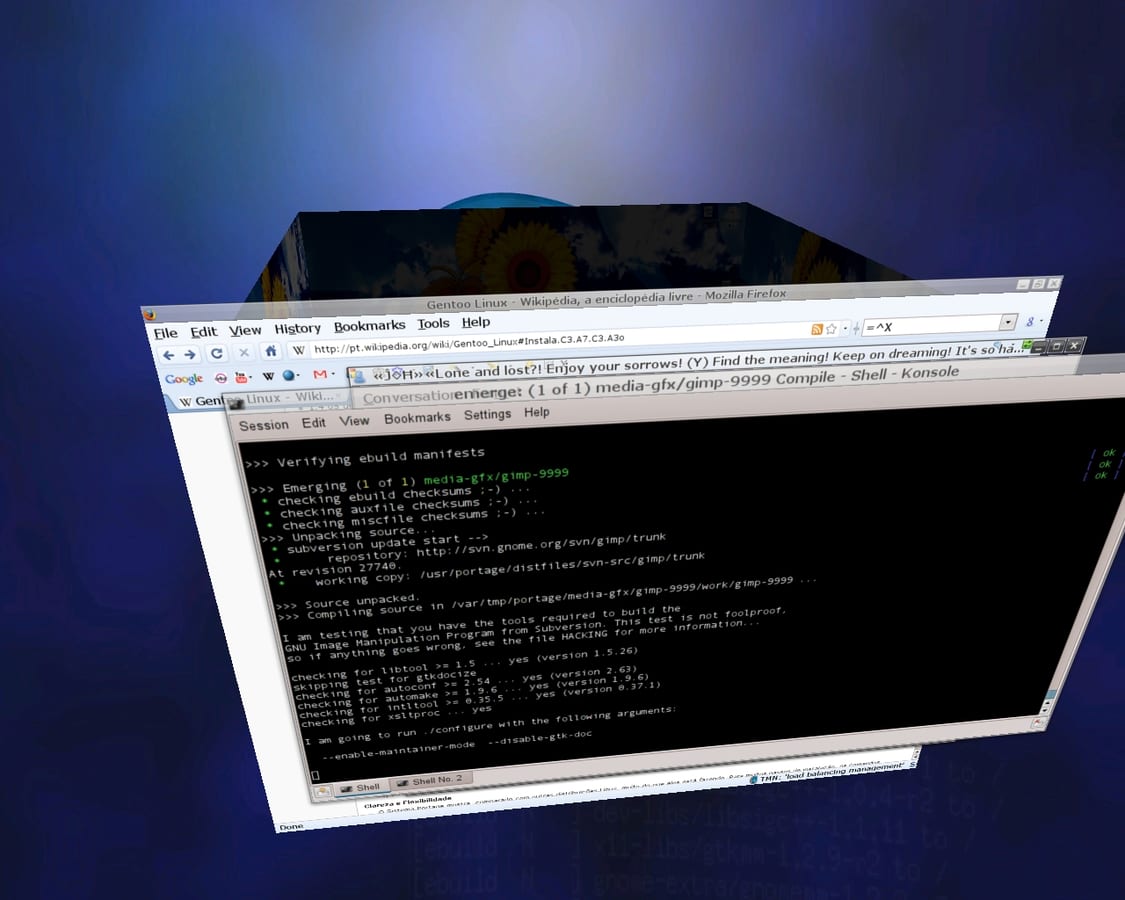 Gentoo Linux - Wikipédia, a enciclopédia livre - Mozilla Firefox
File Edit View History Bookmarks Tools Help
W http://pt.wikipedia.org/wiki/Gentoo_Linux#Instala.C3.A7.C3.A3o
=^X
Google
«Lone and lost?! Enjoy your sorrows! (Y) Find the meaning! Keep on dreaming! It's so ha...
W Gentoo Linux - Wiki...
Conversation
emerge: (1 of 1) media-gfx/gimp-9999 Compile - Shell - Konsole
Session Edit View Bookmarks Settings Help
>>> Verifying ebuild manifests
>>> Emerging (1 of 1) media-gfx/gimp-9999
* checking ebuild checksums ;-) ... [ ok ]
* checking auxfile checksums ;-) ... [ ok ]
* checking miscfile checksums ;-) ... [ ok ]
>>> Unpacking source...
* subversion update start -->
* repository: http://svn.gnome.org/svn/gimp/trunk
At revision 27740.
* working copy: /usr/portage/distfiles/svn-src/gimp/trunk
>>> Source unpacked.
>>> Compiling source in /var/tmp/portage/media-gfx/gimp-9999/work/gimp-9999 ...
I am testing that you have the tools required to build the
GNU Image Manipulation Program from Subversion. This test is not foolproof,
so if anything goes wrong, see the file HACKING for more information...
checking for libtool >= 1.5 ... yes (version 1.5.26)
skipping test for gtkdocize
checking for autoconf >= 2.54 ... yes (version 2.63)
checking for automake >= 1.9.6 ... yes (version 1.9.6)
checking for intltool >= 0.35.5 ... yes (version 0.37.1)
checking for xsltproc ... yes
I am going to run ./configure with the following arguments:
--enable-maintainer-mode --disable-gtk-doc
Shell
Shell No. 2
TMN: 'load balancing management'
Clareza e Flexibilidade
Done